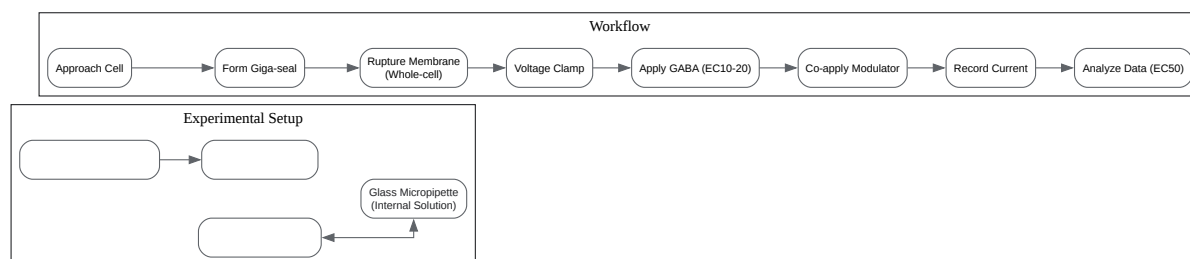 Workflow
Approach Cell
Form Giga-seal
Rupture Membrane
(Whole-cell)
Voltage Clamp
Apply GABA (EC10-20)
Co-apply Modulator
Record Current
Analyze Data (EC50)
Experimental Setup
Glass Micropipette
(Internal Solution)